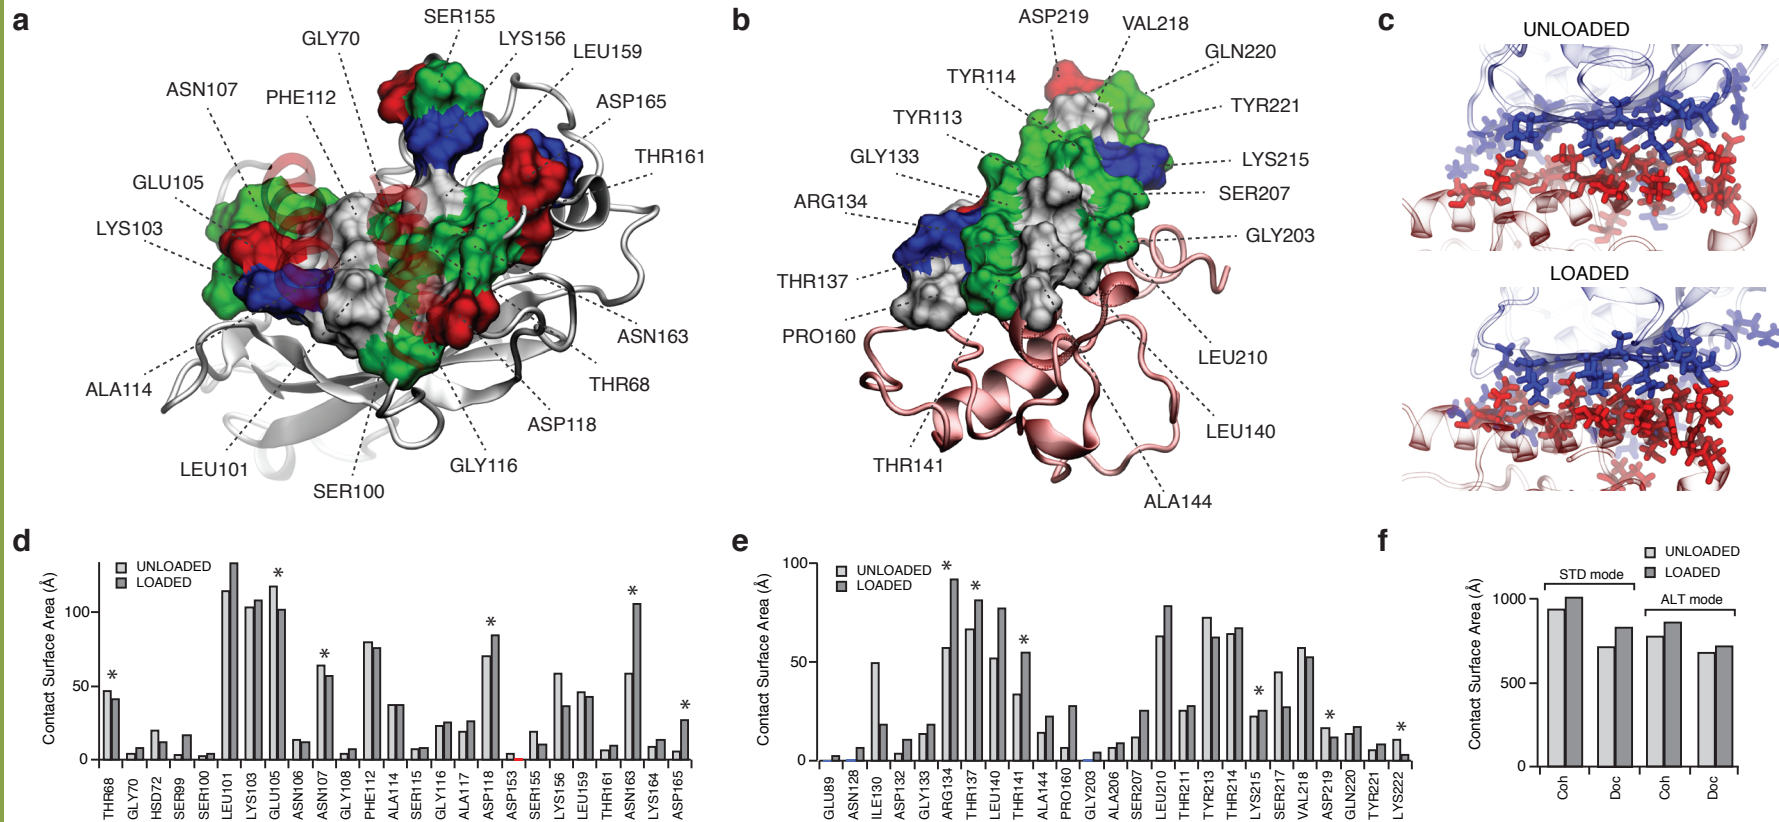 a
SER155
GLY70
LYS156
LEU159
ASN107
PHE112
ASP165
THR161
GLU105
LYS103
ASN163
ALA114
THR68
ASP118
LEU101
GLY116
SER100
b
ASP219
VAL218
GLN220
TYR114
TYR221
TYR113
GLY133
LYS215
SER207
ARG134
GLY203
THR137
PRO160
LEU210
LEU140
THR141
ALA144
c
UNLOADED
LOADED
d
Contact Surface Area (Å)
UNLOADED
LOADED
100
50
0
* * * * * *
THR68
GLY70
HSD72
SER99
SER100
LEU101
LYS103
GLU105
ASN106
ASN107
GLY108
PHE112
ALA114
SER115
GLY116
ALA117
ASP118
ASP153
SER155
LYS156
LEU159
THR161
ASN163
LYS164
ASP165
e
Contact Surface Area (Å)
UNLOADED
LOADED
100
50
0
* * * * * *
GLU89
ASN128
ILE130
ASP132
GLY133
ARG134
THR137
LEU140
THR141
ALA144
PRO160
GLY203
ALA206
SER207
LEU210
THR211
TYR213
THR214
LYS215
SER217
VAL218
ASP219
GLN220
TYR221
LYS222
f
Contact Surface Area (Å)
UNLOADED
LOADED
STD mode
ALT mode
1000
500
0
Coh
Doc
Coh
Doc